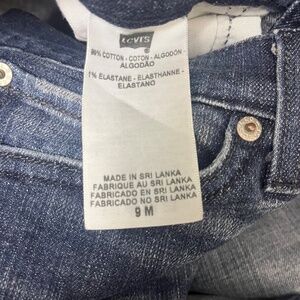 LEVI'S
99% COTTON - COTON - ALGODÓN -
ALGODÃO
1% ELASTANE - ELASTHANNE -
ELASTANO
MADE IN SRI LANKA
FABRIQUE AU SRI LANKA
FABRICADO EN SRI LANKA
FABRICADO NO SRI LANKA
9 M